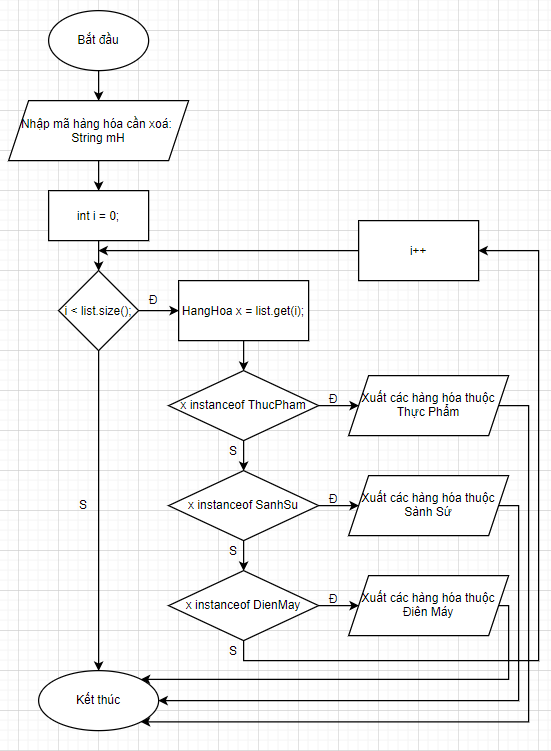 Bắt đầu
Nhập mã hàng hóa cần xoá:
String mH
int i = 0;
i++
i < list.size();
Đ
HangHoa x = list.get(i);
x instanceof ThucPham
Đ
Xuất các hàng hóa thuộc
Thực Phẩm
S
x instanceof SanhSu
Đ
Xuất các hàng hóa thuộc
Sành Sứ
S
S
x instanceof DienMay
Đ
Xuất các hàng hóa thuộc
Điên Máy
S
Kết thúc